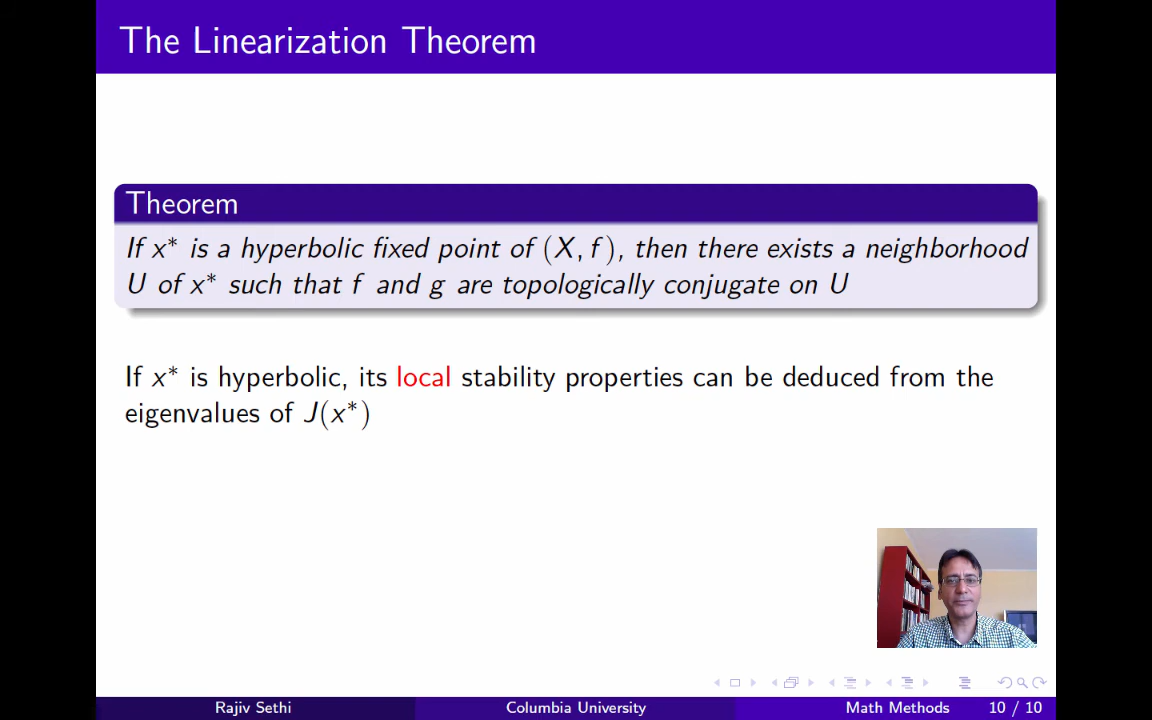 The Linearization Theorem
Theorem
If x* is a hyperbolic fixed point of (X, f), then there exists a neighborhood
U of x* such that f and g are topologically conjugate on U
If x* is hyperbolic, its local stability properties can be deduced from the
eigenvalues of J(x*)
Rajiv Sethi Columbia University Math Methods 10 / 10